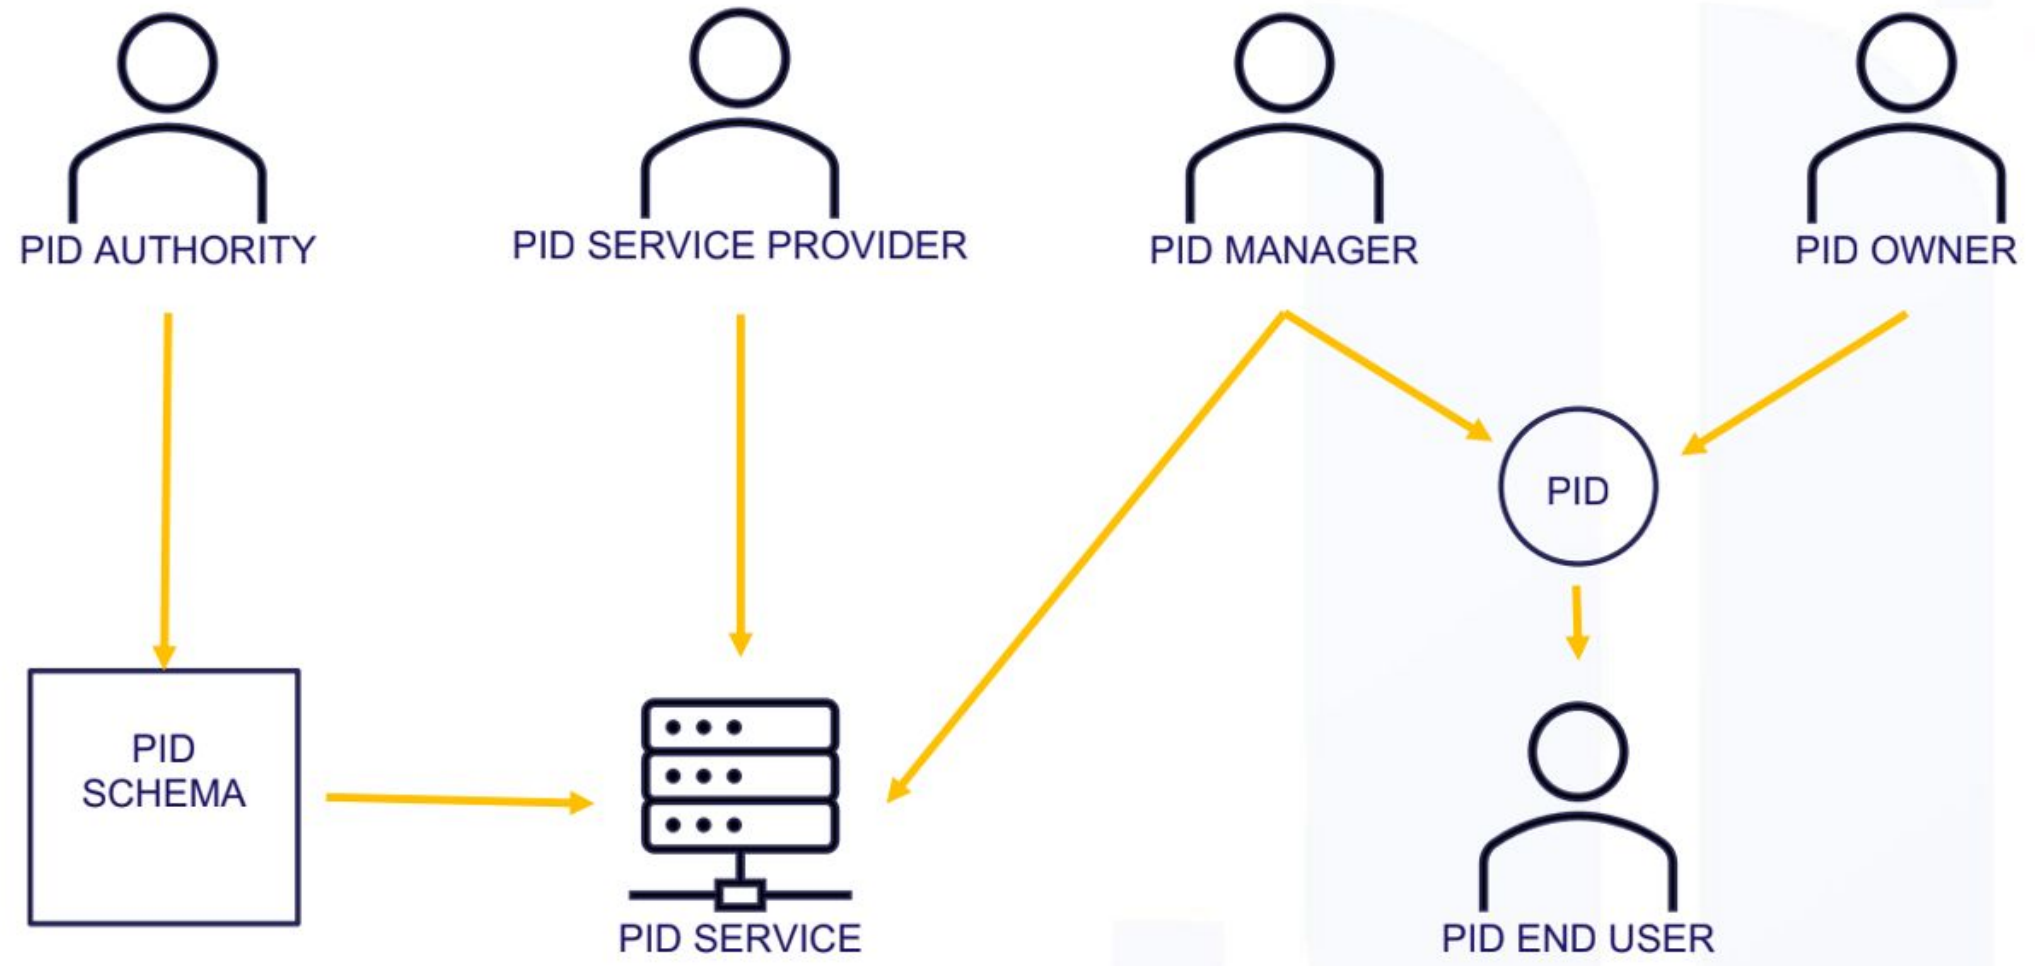 PID AUTHORITY
PID SERVICE PROVIDER
PID MANAGER
PID OWNER
PID
PID
SCHEMA
PID SERVICE
PID END USER